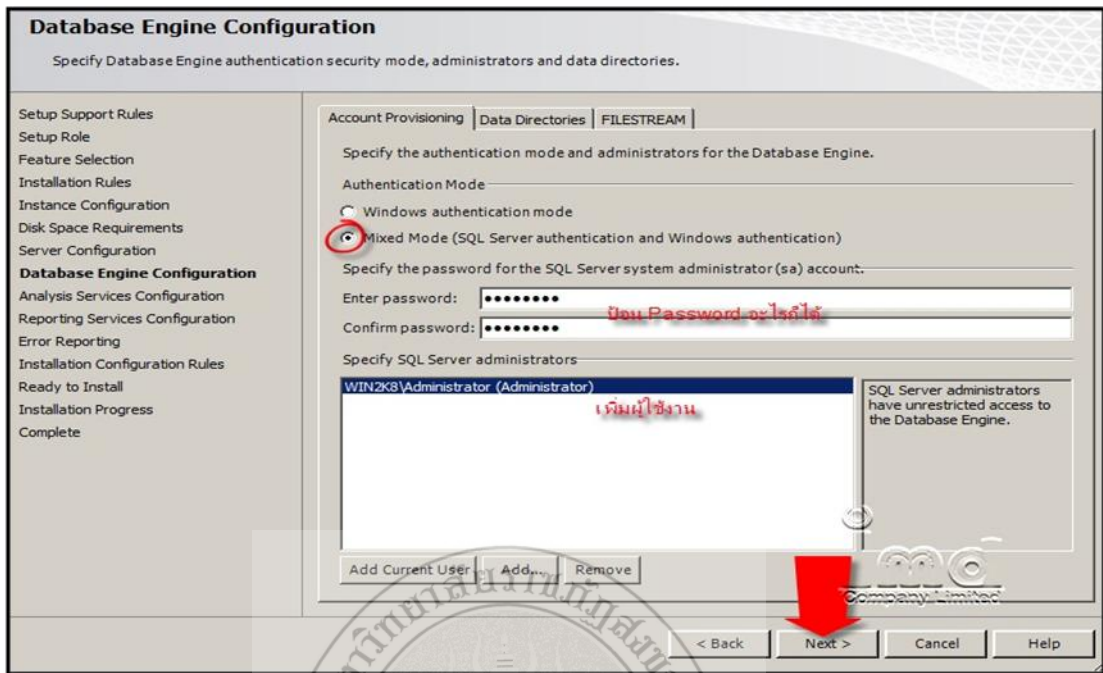 Database Engine Configuration
Specify Database Engine authentication security mode, administrators and data directories.
Setup Support Rules
Setup Role
Feature Selection
Installation Rules
Instance Configuration
Disk Space Requirements
Server Configuration
Database Engine Configuration
Analysis Services Configuration
Reporting Services Configuration
Error Reporting
Installation Configuration Rules
Ready to Install
Installation Progress
Complete
Account Provisioning
Data Directories
FILESTREAM
Specify the authentication mode and administrators for the Database Engine.
Authentication Mode
Windows authentication mode
Mixed Mode (SQL Server authentication and Windows authentication)
Specify the password for the SQL Server system administrator (sa) account.
Enter password: ●●●●●●●●
ป้อน Password อะไรก็ได้
Confirm password: ●●●●●●●●
Specify SQL Server administrators
WIN2K8\Administrator (Administrator)
เพิ่มผู้ใช้งาน
SQL Server administrators
have unrestricted access to
the Database Engine.
Add Current User
Add...
Remove
Company Limited
< Back
Next >
Cancel
Help